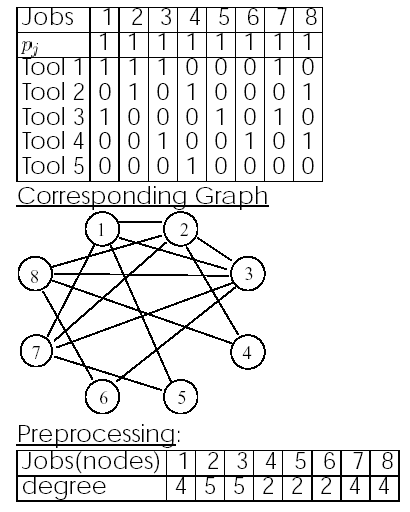 Jobs 1 2 3 4 5 6 7 8
pj 1 1 1 1 1 1 1 1
Tool 1 1 1 1 0 0 0 1 0
Tool 2 0 1 0 1 0 0 0 1
Tool 3 1 0 0 0 1 0 1 0
Tool 4 0 0 1 0 0 1 0 1
Tool 5 0 0 0 1 0 0 0 0
Corresponding Graph
1 2
8 3
7 4
6 5
Preprocessing:
Jobs(nodes) 1 2 3 4 5 6 7 8
degree 4 5 5 2 2 2 4 4